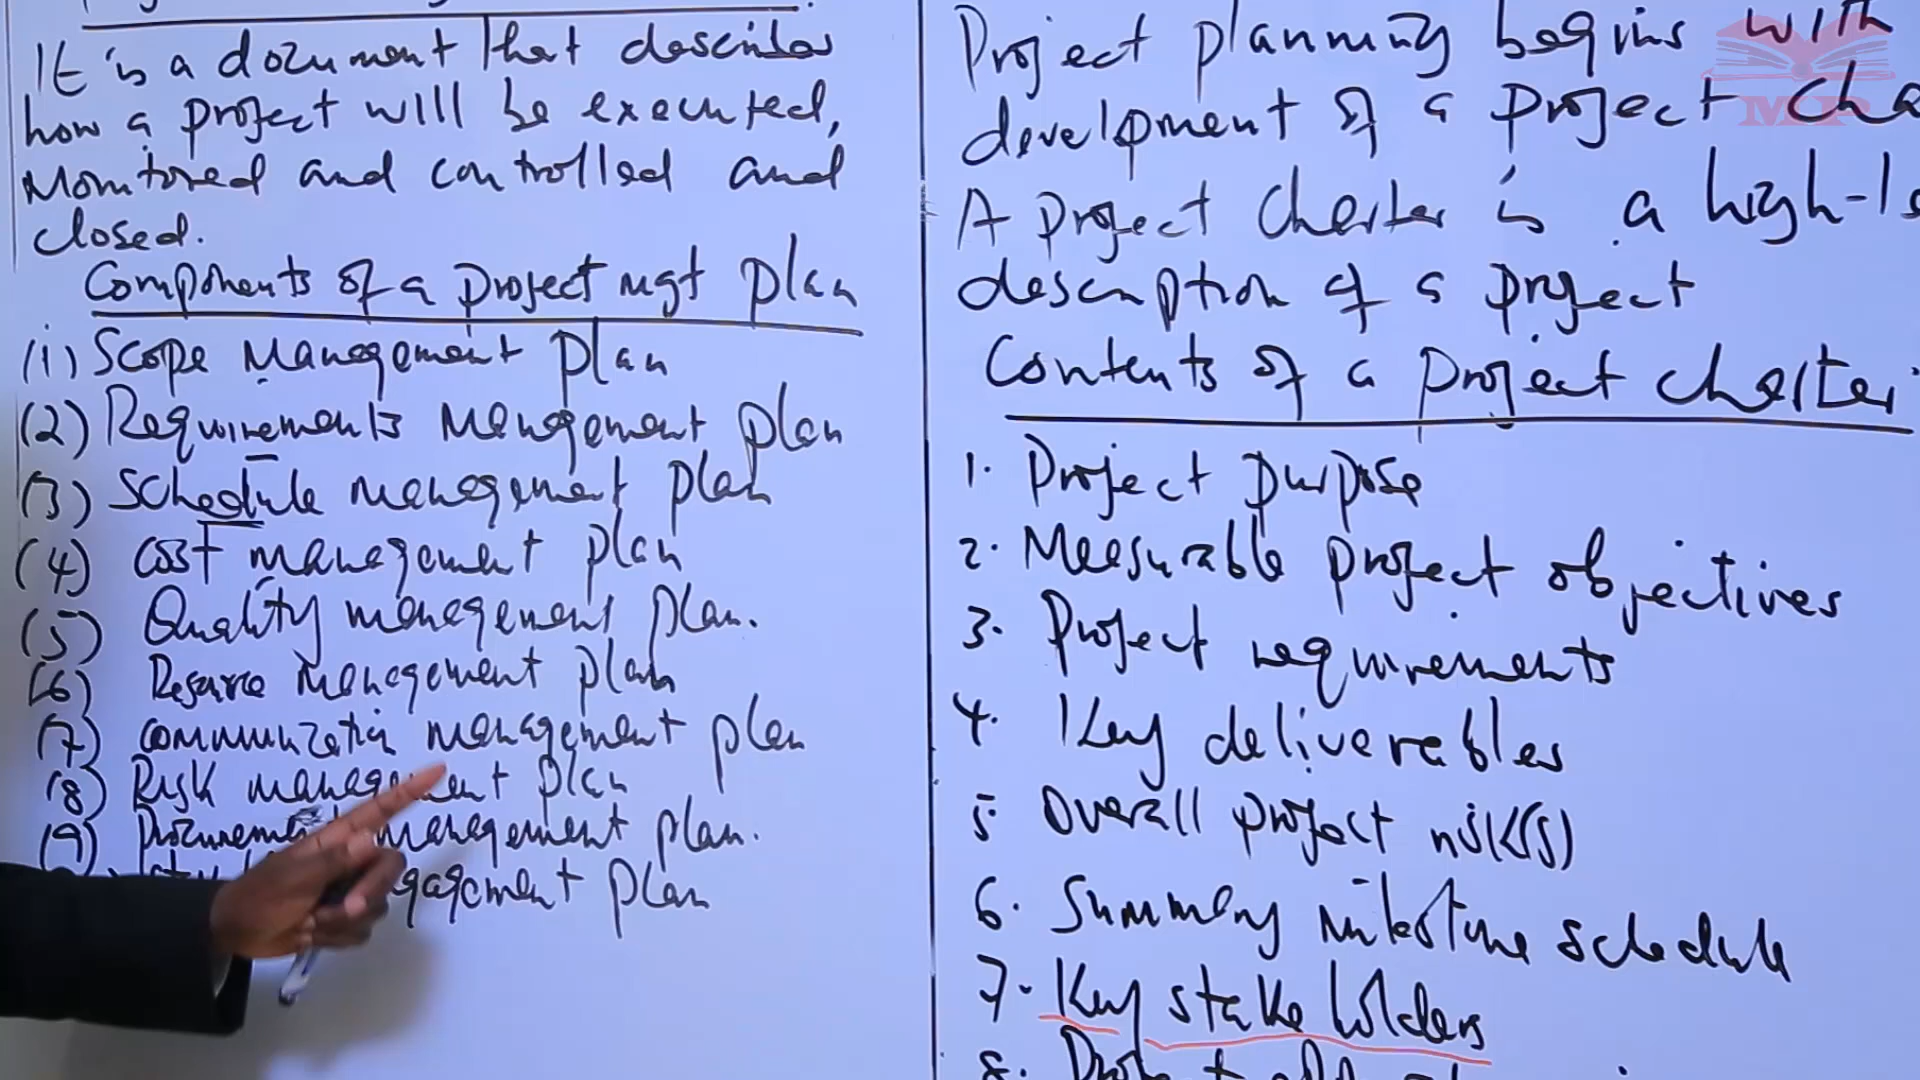 It is a document that describes
how a project will be executed,
Monitored and controlled and
closed.
Components of a project mgt plan
(1) Scope Management plan
(2) Requirements Management plan
(3) Schedule management plan
(4) Cost management plan
(5) Quality management plan.
(6) Resource management plan
(7) communication management plan
(8) Risk management plan
(9) Procurement management plan.
plan
Project planning begins with
development of a project
A project Charter is a high-
description of a project
Contents of a project charter
1. Project purpose
2. Measurable project objectives
3. Project requirements
4. Key deliverables
5 Overall project risk(s)
6. Summary milestone schedule
7. Key stake holders
8.
MP